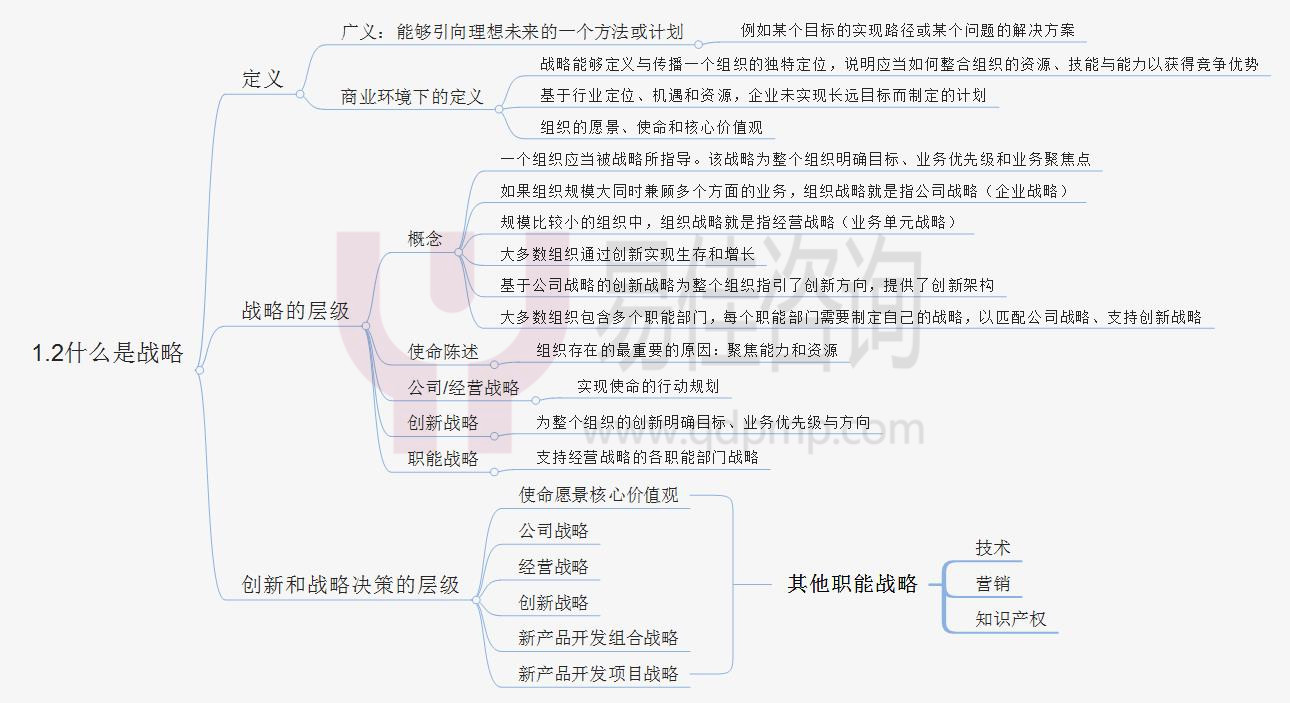 1.2什么是战略
定义
广义：能够引向理想未来的一个方法或计划
例如某个目标的实现路径或某个问题的解决方案
商业环境下的定义
战略能够定义与传播一个组织的独特定位，说明应当如何整合组织的资源、技能与能力以获得竞争优势
基于行业定位、机遇和资源，企业未实现长远目标而制定的计划
组织的愿景、使命和核心价值观
战略的层级
概念
一个组织应当被战略所指导。该战略为整个组织明确目标、业务优先级和业务聚焦点
如果组织规模大同时兼顾多个方面的业务，组织战略就是指公司战略（企业战略）
规模比较小的组织中，组织战略就是指经营战略（业务单元战略）
大多数组织通过创新实现生存和增长
基于公司战略的创新战略为整个组织指引了创新方向，提供了创新架构
大多数组织包含多个职能部门，每个职能部门需要制定自己的战略，以匹配公司战略、支持创新战略
使命陈述
组织存在的最重要的原因：聚焦能力和资源
公司/经营战略
实现使命的行动规划
创新战略
为整个组织的创新明确目标、业务优先级与方向
职能战略
支持经营战略的各职能部门战略
创新和战略决策的层级
使命愿景核心价值观
公司战略
经营战略
创新战略
新产品开发组合战略
新产品开发项目战略
其他职能战略
技术
营销
知识产权
易佳咨询
www.qdpmp.com